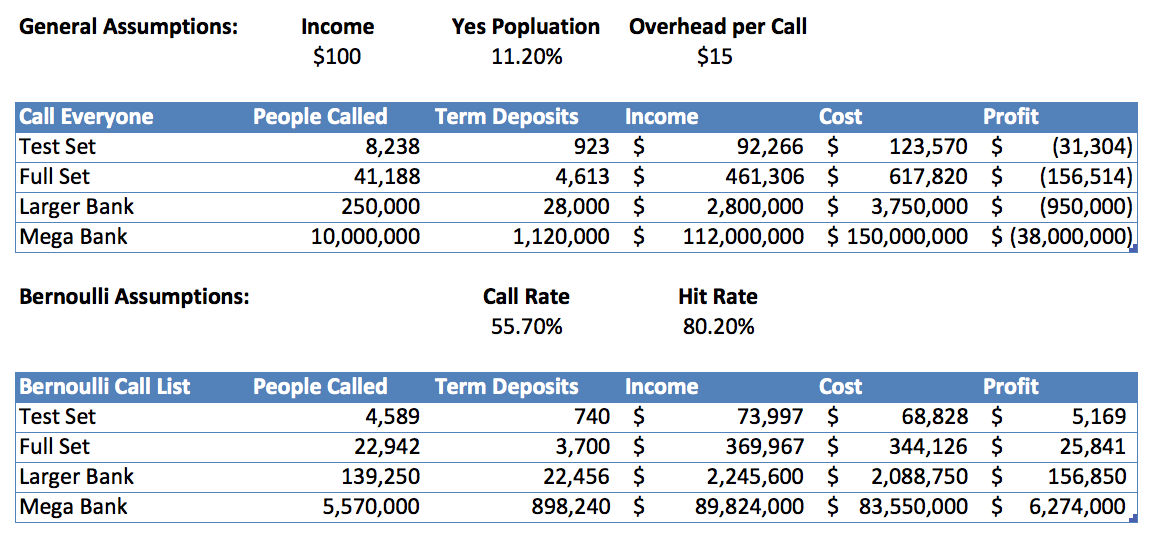 General Assumptions: Income Yes Popluation Overhead per Call
$100 11.20% $15
Call Everyone People Called Term Deposits Income Cost Profit
Test Set 8,238 923 $ 92,266 $ 123,570 $ (31,304)
Full Set 41,188 4,613 $ 461,306 $ 617,820 $ (156,514)
Larger Bank 250,000 28,000 $ 2,800,000 $ 3,750,000 $ (950,000)
Mega Bank 10,000,000 1,120,000 $ 112,000,000 $ 150,000,000 $ (38,000,000)
Bernoulli Assumptions: Call Rate Hit Rate
55.70% 80.20%
Bernoulli Call List People Called Term Deposits Income Cost Profit
Test Set 4,589 740 $ 73,997 $ 68,828 $ 5,169
Full Set 22,942 3,700 $ 369,967 $ 344,126 $ 25,841
Larger Bank 139,250 22,456 $ 2,245,600 $ 2,088,750 $ 156,850
Mega Bank 5,570,000 898,240 $ 89,824,000 $ 83,550,000 $ 6,274,000